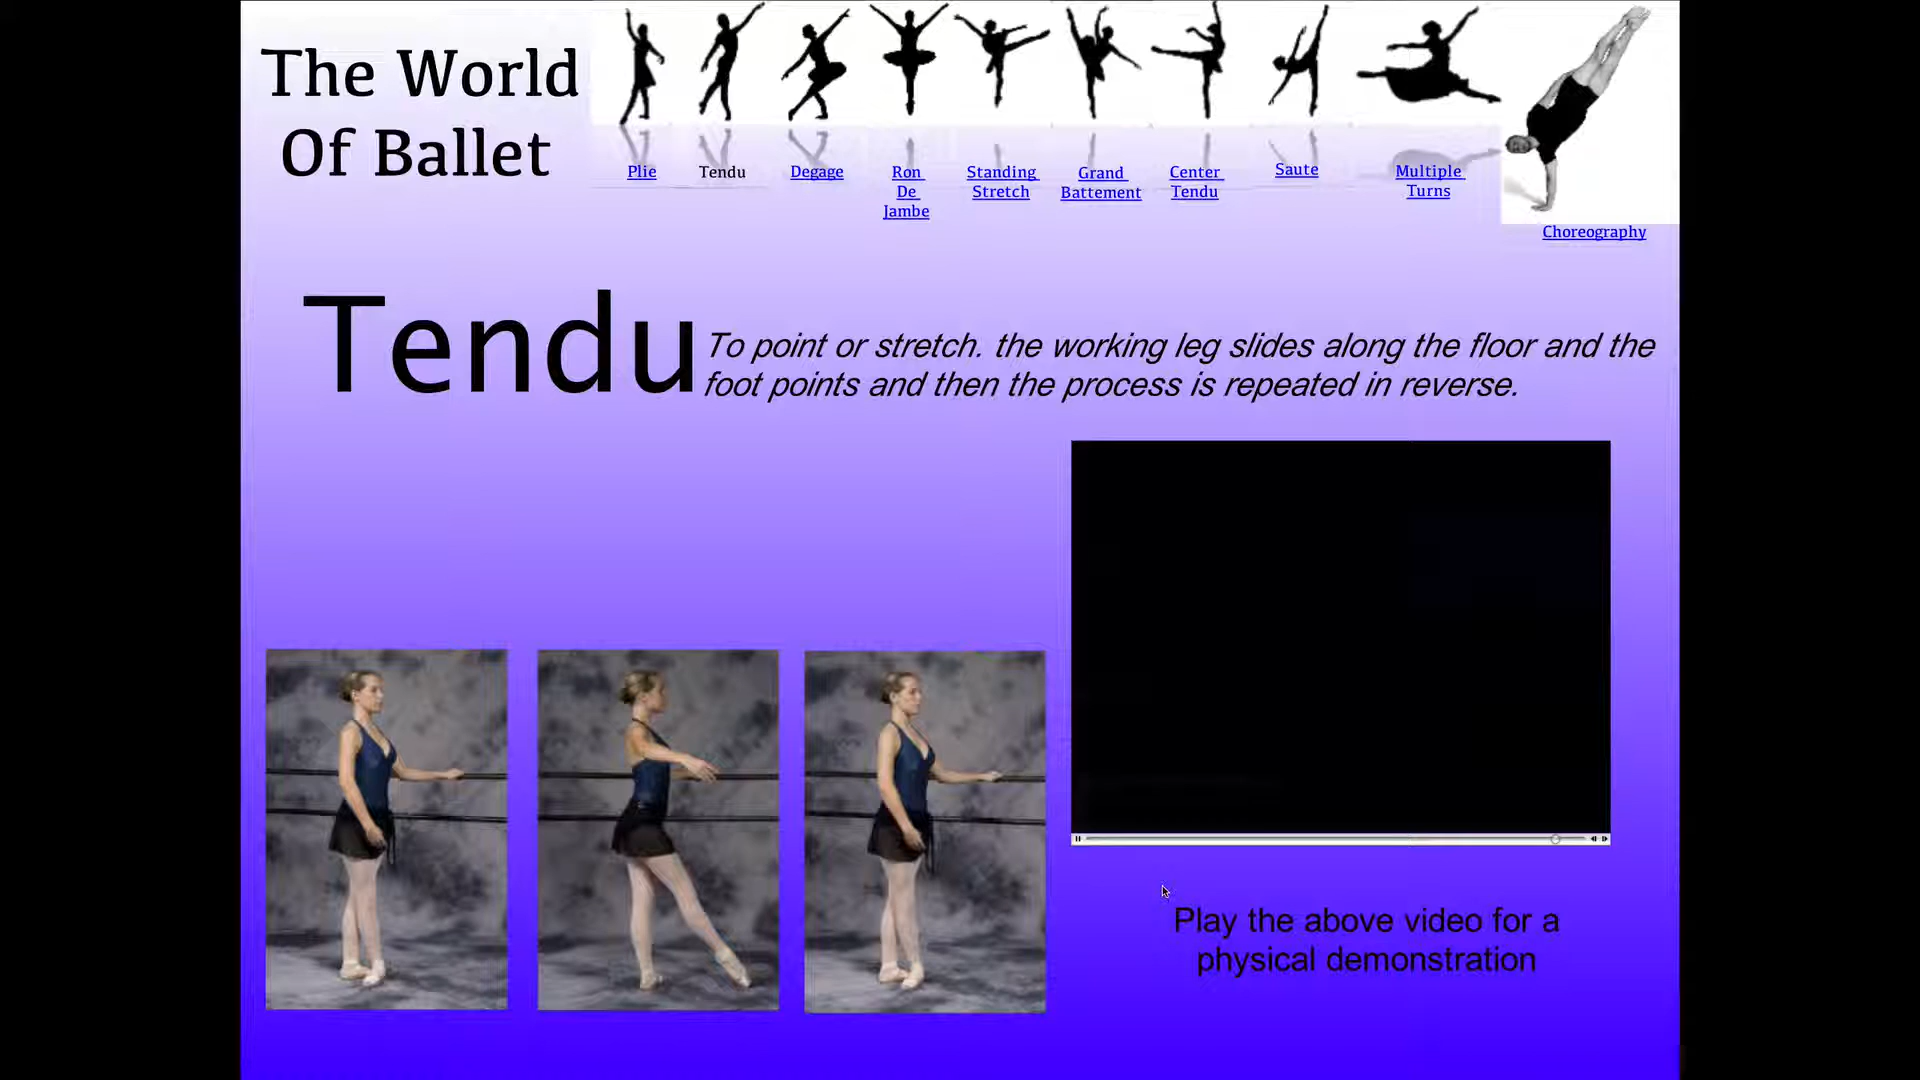 The World
Of Ballet
Plie
Tendu
Degage
Ron
De
Jambe
Standing
Stretch
Grand
Battement
Center
Tendu
Saute
Multiple
Turns
Choreography
Tendu
To point or stretch. the working leg slides along the floor and the
foot points and then the process is repeated in reverse.
Play the above video for a
physical demonstration